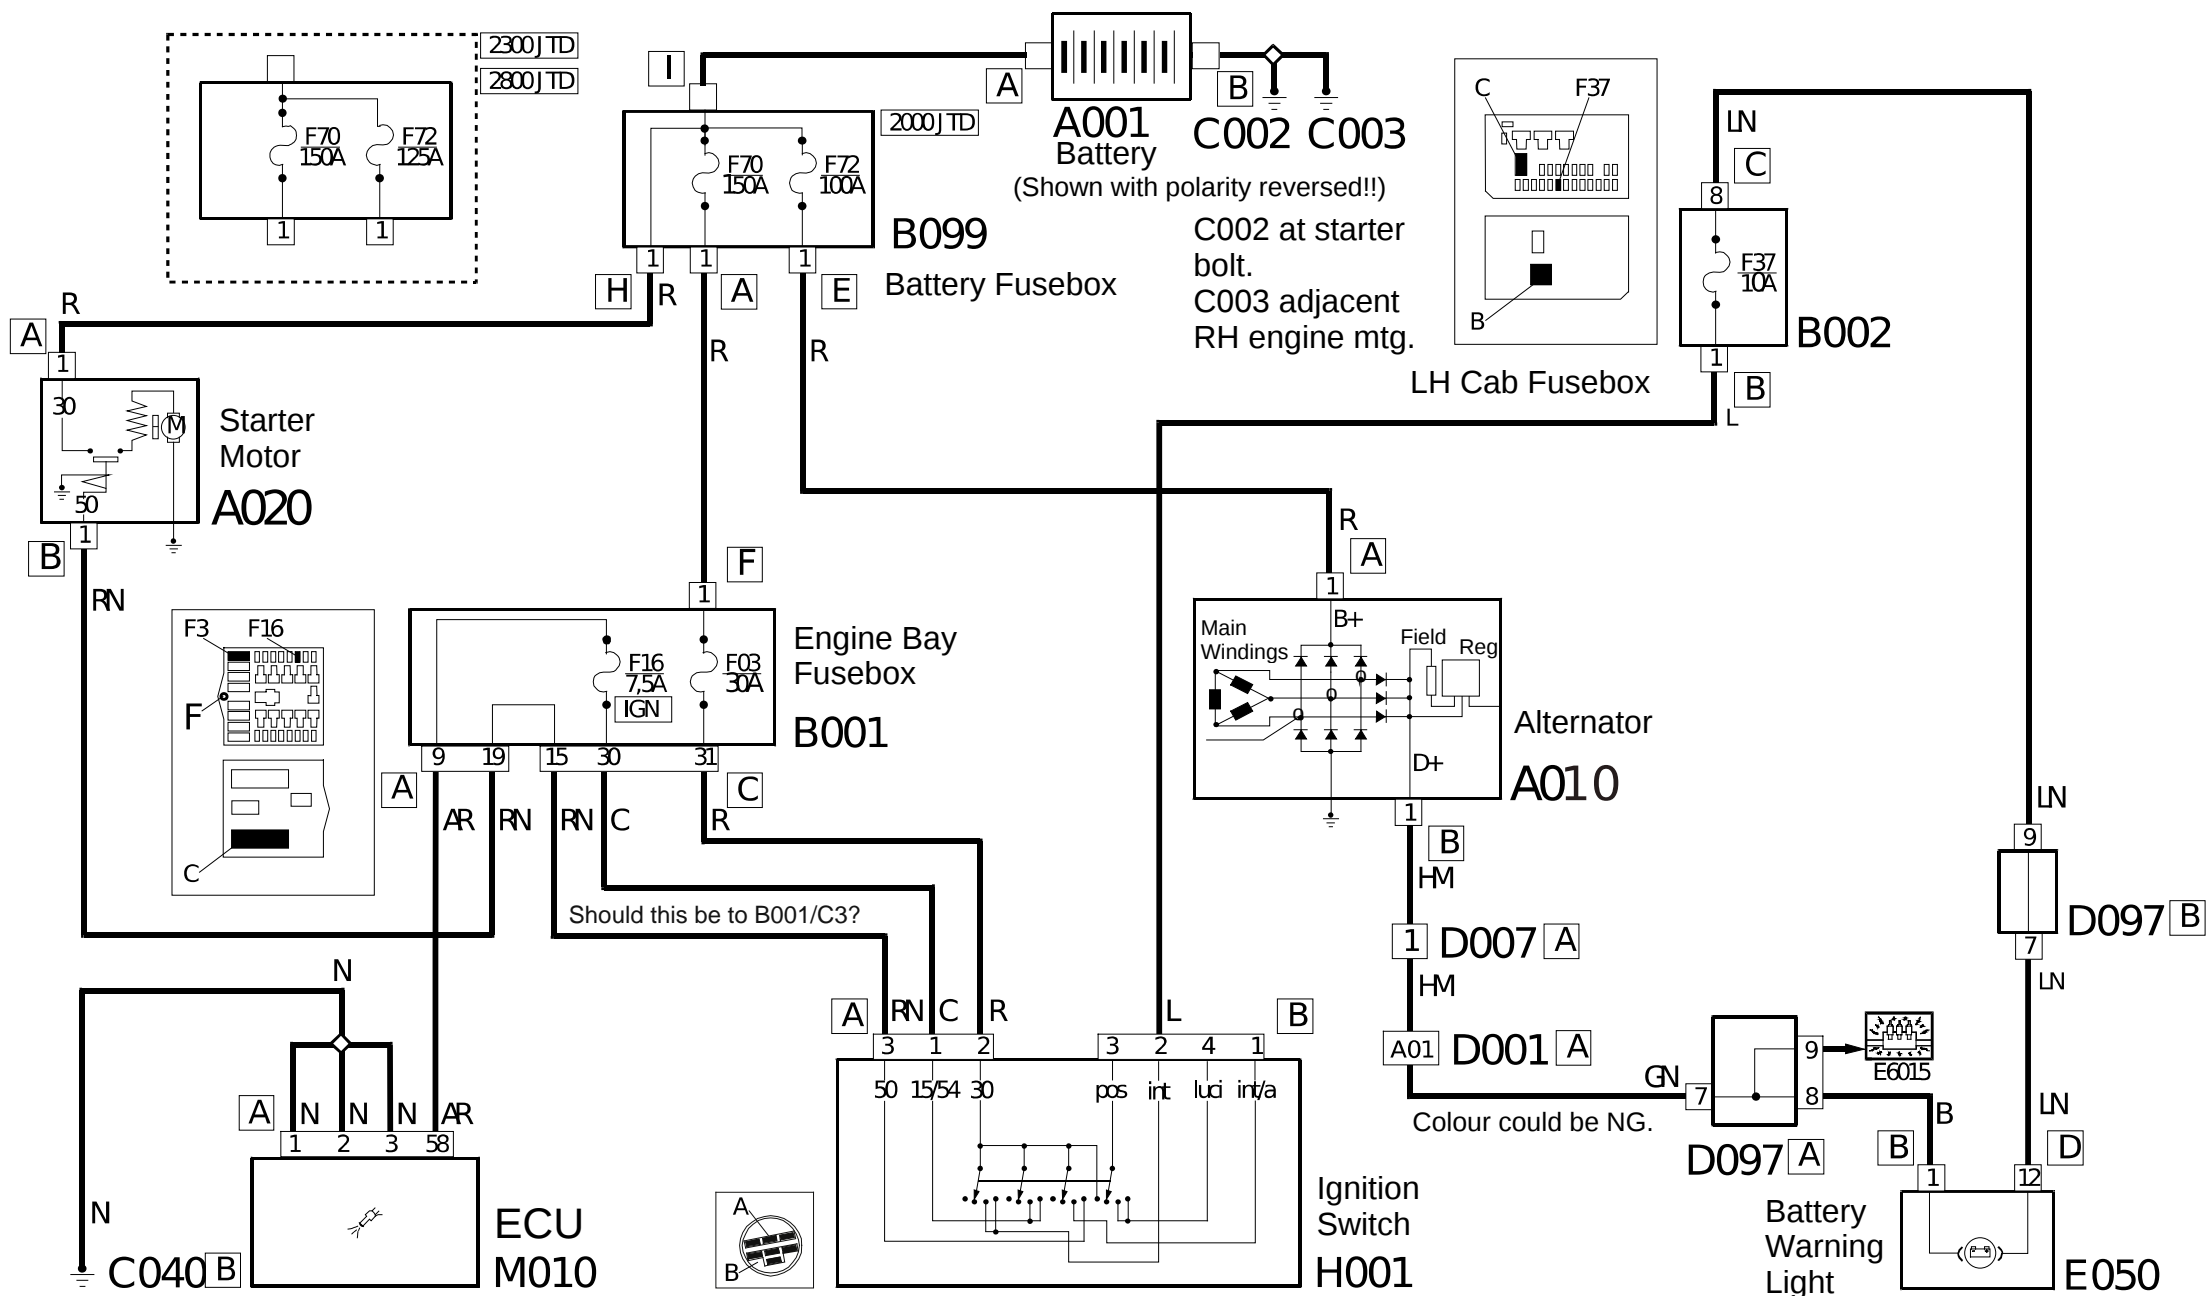 2300 JTD
2800 JTD
F70
150A
F72
125A
1
1
I
2000 JTD
F70
150A
F72
100A
B099
Battery Fusebox
1
1
1
H
R
A
E
R
R
A
B
A001
Battery
(Shown with polarity reversed!!)
C002
C003
C002 at starter
bolt.
C003 adjacent
RH engine mtg.
C
F37
B
LH Cab Fusebox
LN
C
8
F37
10A
B002
1
B
L
R
A
1
30
M
50
Starter
Motor
A020
1
B
RN
F3
F16
F
C
F
1
F16
7,5A
IGN
F03
30A
Engine Bay
Fusebox
B001
9
19
15
30
31
A
C
AR
RN
RN
C
R
Should this be to B001/C3?
R
A
1
B+
Main
Windings
Field
Reg
D+
Alternator
A010
1
B
HM
1
D007
A
HM
A01
D001
A
GN
Colour could be NG.
7
9
8
E6015
D097
A
B
LN
9
D097
B
7
LN
LN
B
D
1
12
Battery
Warning
Light
E050
N
A
N
N
N
AR
1
2
3
58
ECU
M010
N
C040
B
A
B
A
RN
C
R
L
B
3
1
2
3
2
4
1
50
15/54
30
pos
int
luci
int/a
Ignition
Switch
H001